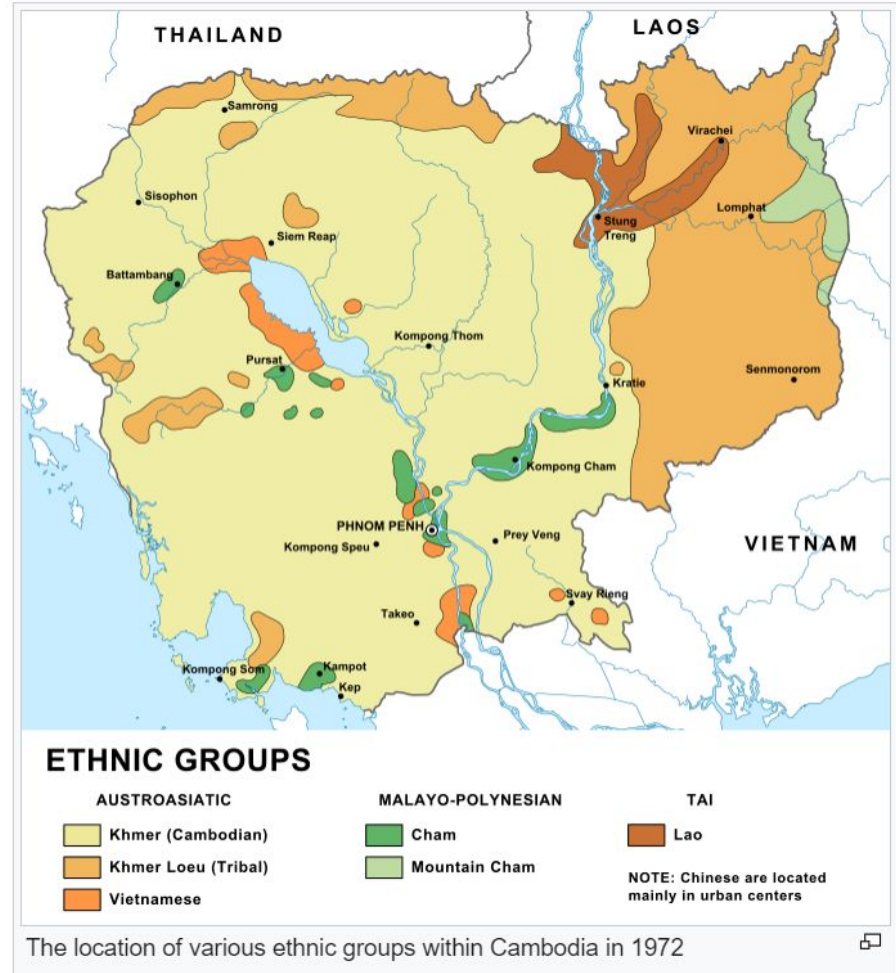 THAILAND
LAOS
Samrong
Virachei
Sisophon
Lomphat
Stung
Treng
Siem Reap
Battambang
Kompong Thom
Pursat
Senmonorom
Kratie
Kompong Cham
PHNOM PENH
Prey Veng
Kompong Speu
VIETNAM
Svay Rieng
Takeo
Kompong Som
Kampot
Kep
ETHNIC GROUPS
AUSTROASIATIC
Khmer (Cambodian)
Khmer Loeu (Tribal)
Vietnamese
MALAYO-POLYNESIAN
Cham
Mountain Cham
TAI
Lao
NOTE: Chinese are located
mainly in urban centers
The location of various ethnic groups within Cambodia in 1972